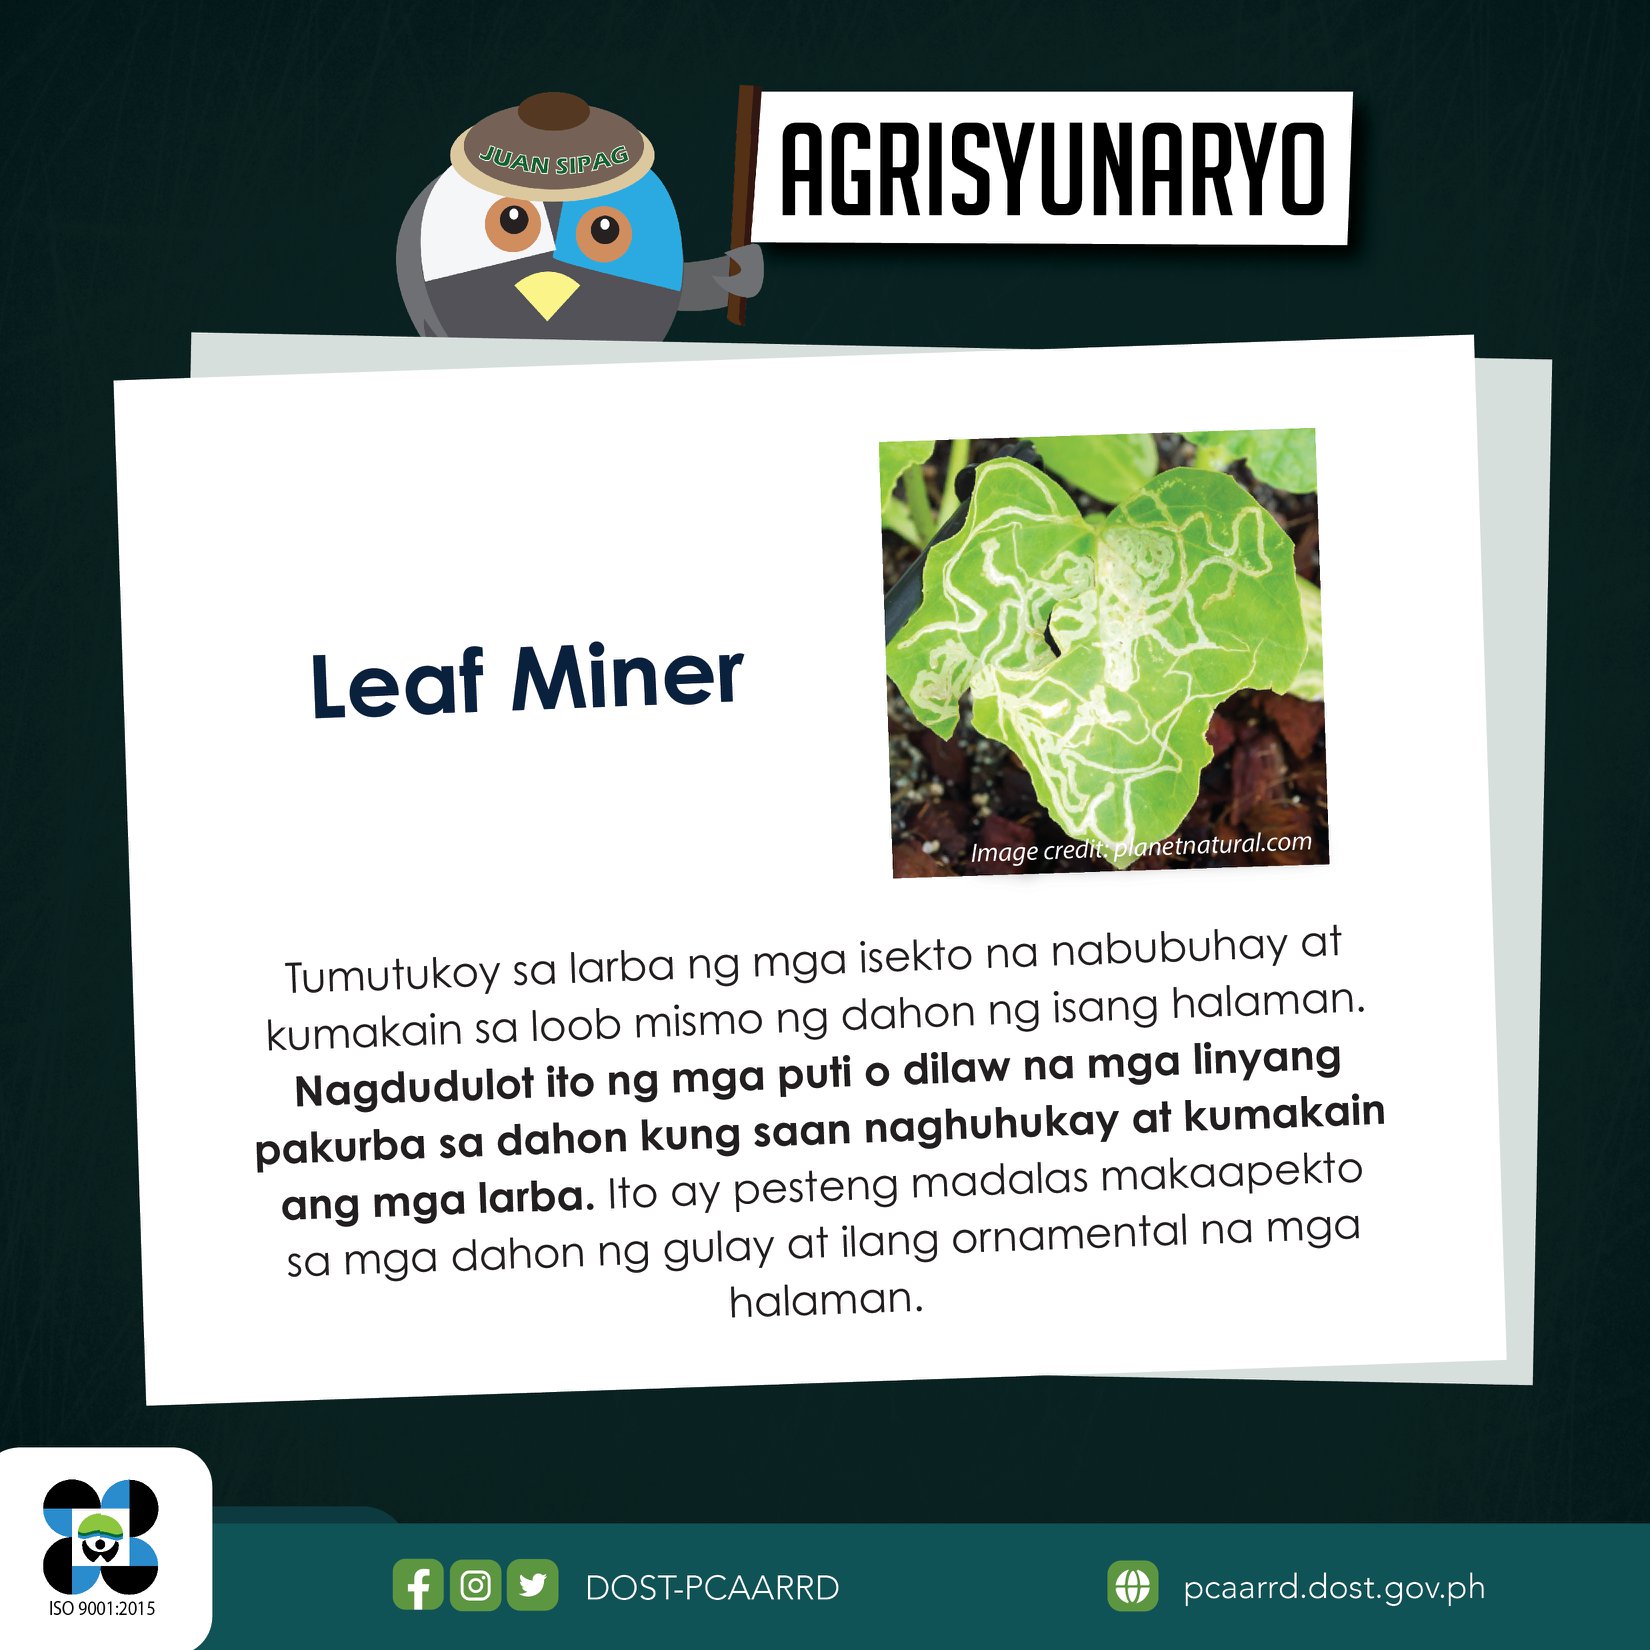 JUAN SIPAG
AGRISYUNARYO
Leaf Miner
Image credit: planetnatural.com
Tumutukoy sa larba ng mga isekto na nabubuhay at
kumakain sa loob mismo ng dahon ng isang halaman.
Nagdudulot ito ng mga puti o dilaw na mga linyang
pakurba sa dahon kung saan naghuhukay at kumakain
ang mga larba. Ito ay pesteng madalas makaapekto
sa mga dahon ng gulay at ilang ornamental na mga
halaman.
ISO 9001:2015
DOST-PCAARRD
pcaarrd.dost.gov.ph